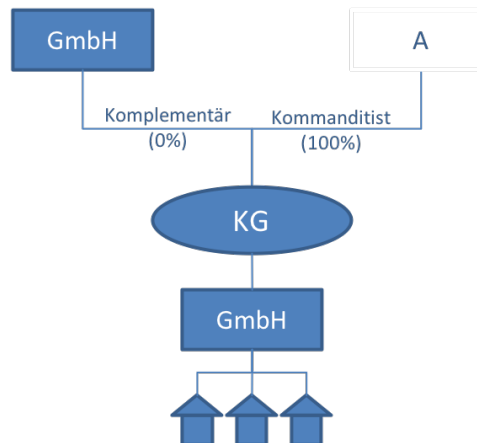 GmbH
A
Komplementär
(0%)
Kommanditist
(100%)
KG
GmbH